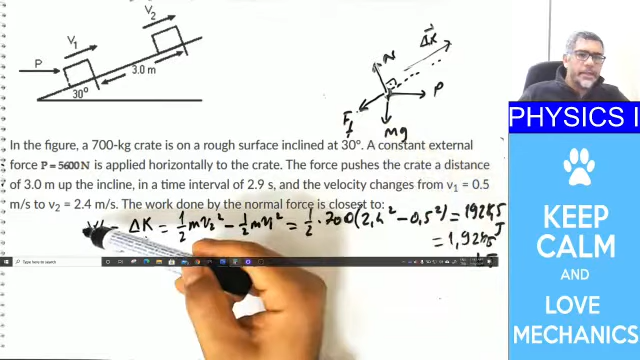 V₁
V₂
P
3.0 m
30°
N
Δx
P
F
f
Mg
PHYSICS I
In the figure, a 700-kg crate is on a rough surface inclined at 30°. A constant external
force P = 5600 N is applied horizontally to the crate. The force pushes the crate a distance
of 3.0 m up the incline, in a time interval of 2.9 s, and the velocity changes from v₁ = 0.5
m/s to v₂ = 2.4 m/s. The work done by the normal force is closest to:
ΔK = ½mv₂² - ½mv₁² = ½·700(2,4² - 0,5²) = 1928,5 J
= 1,925
KEEP
CALM
AND
LOVE
MECHANICS